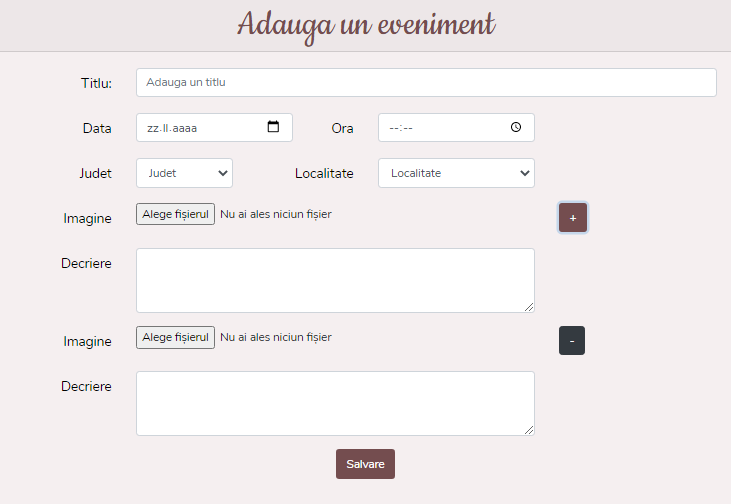 Adauga un eveniment
Titlu: Adauga un titlu
Data zz.ll.aaaa Ora --:--
Judet Judet Localitate Localitate
Imagine Alege fișierul Nu ai ales niciun fișier +
Decriere
Imagine Alege fișierul Nu ai ales niciun fișier -
Decriere
Salvare